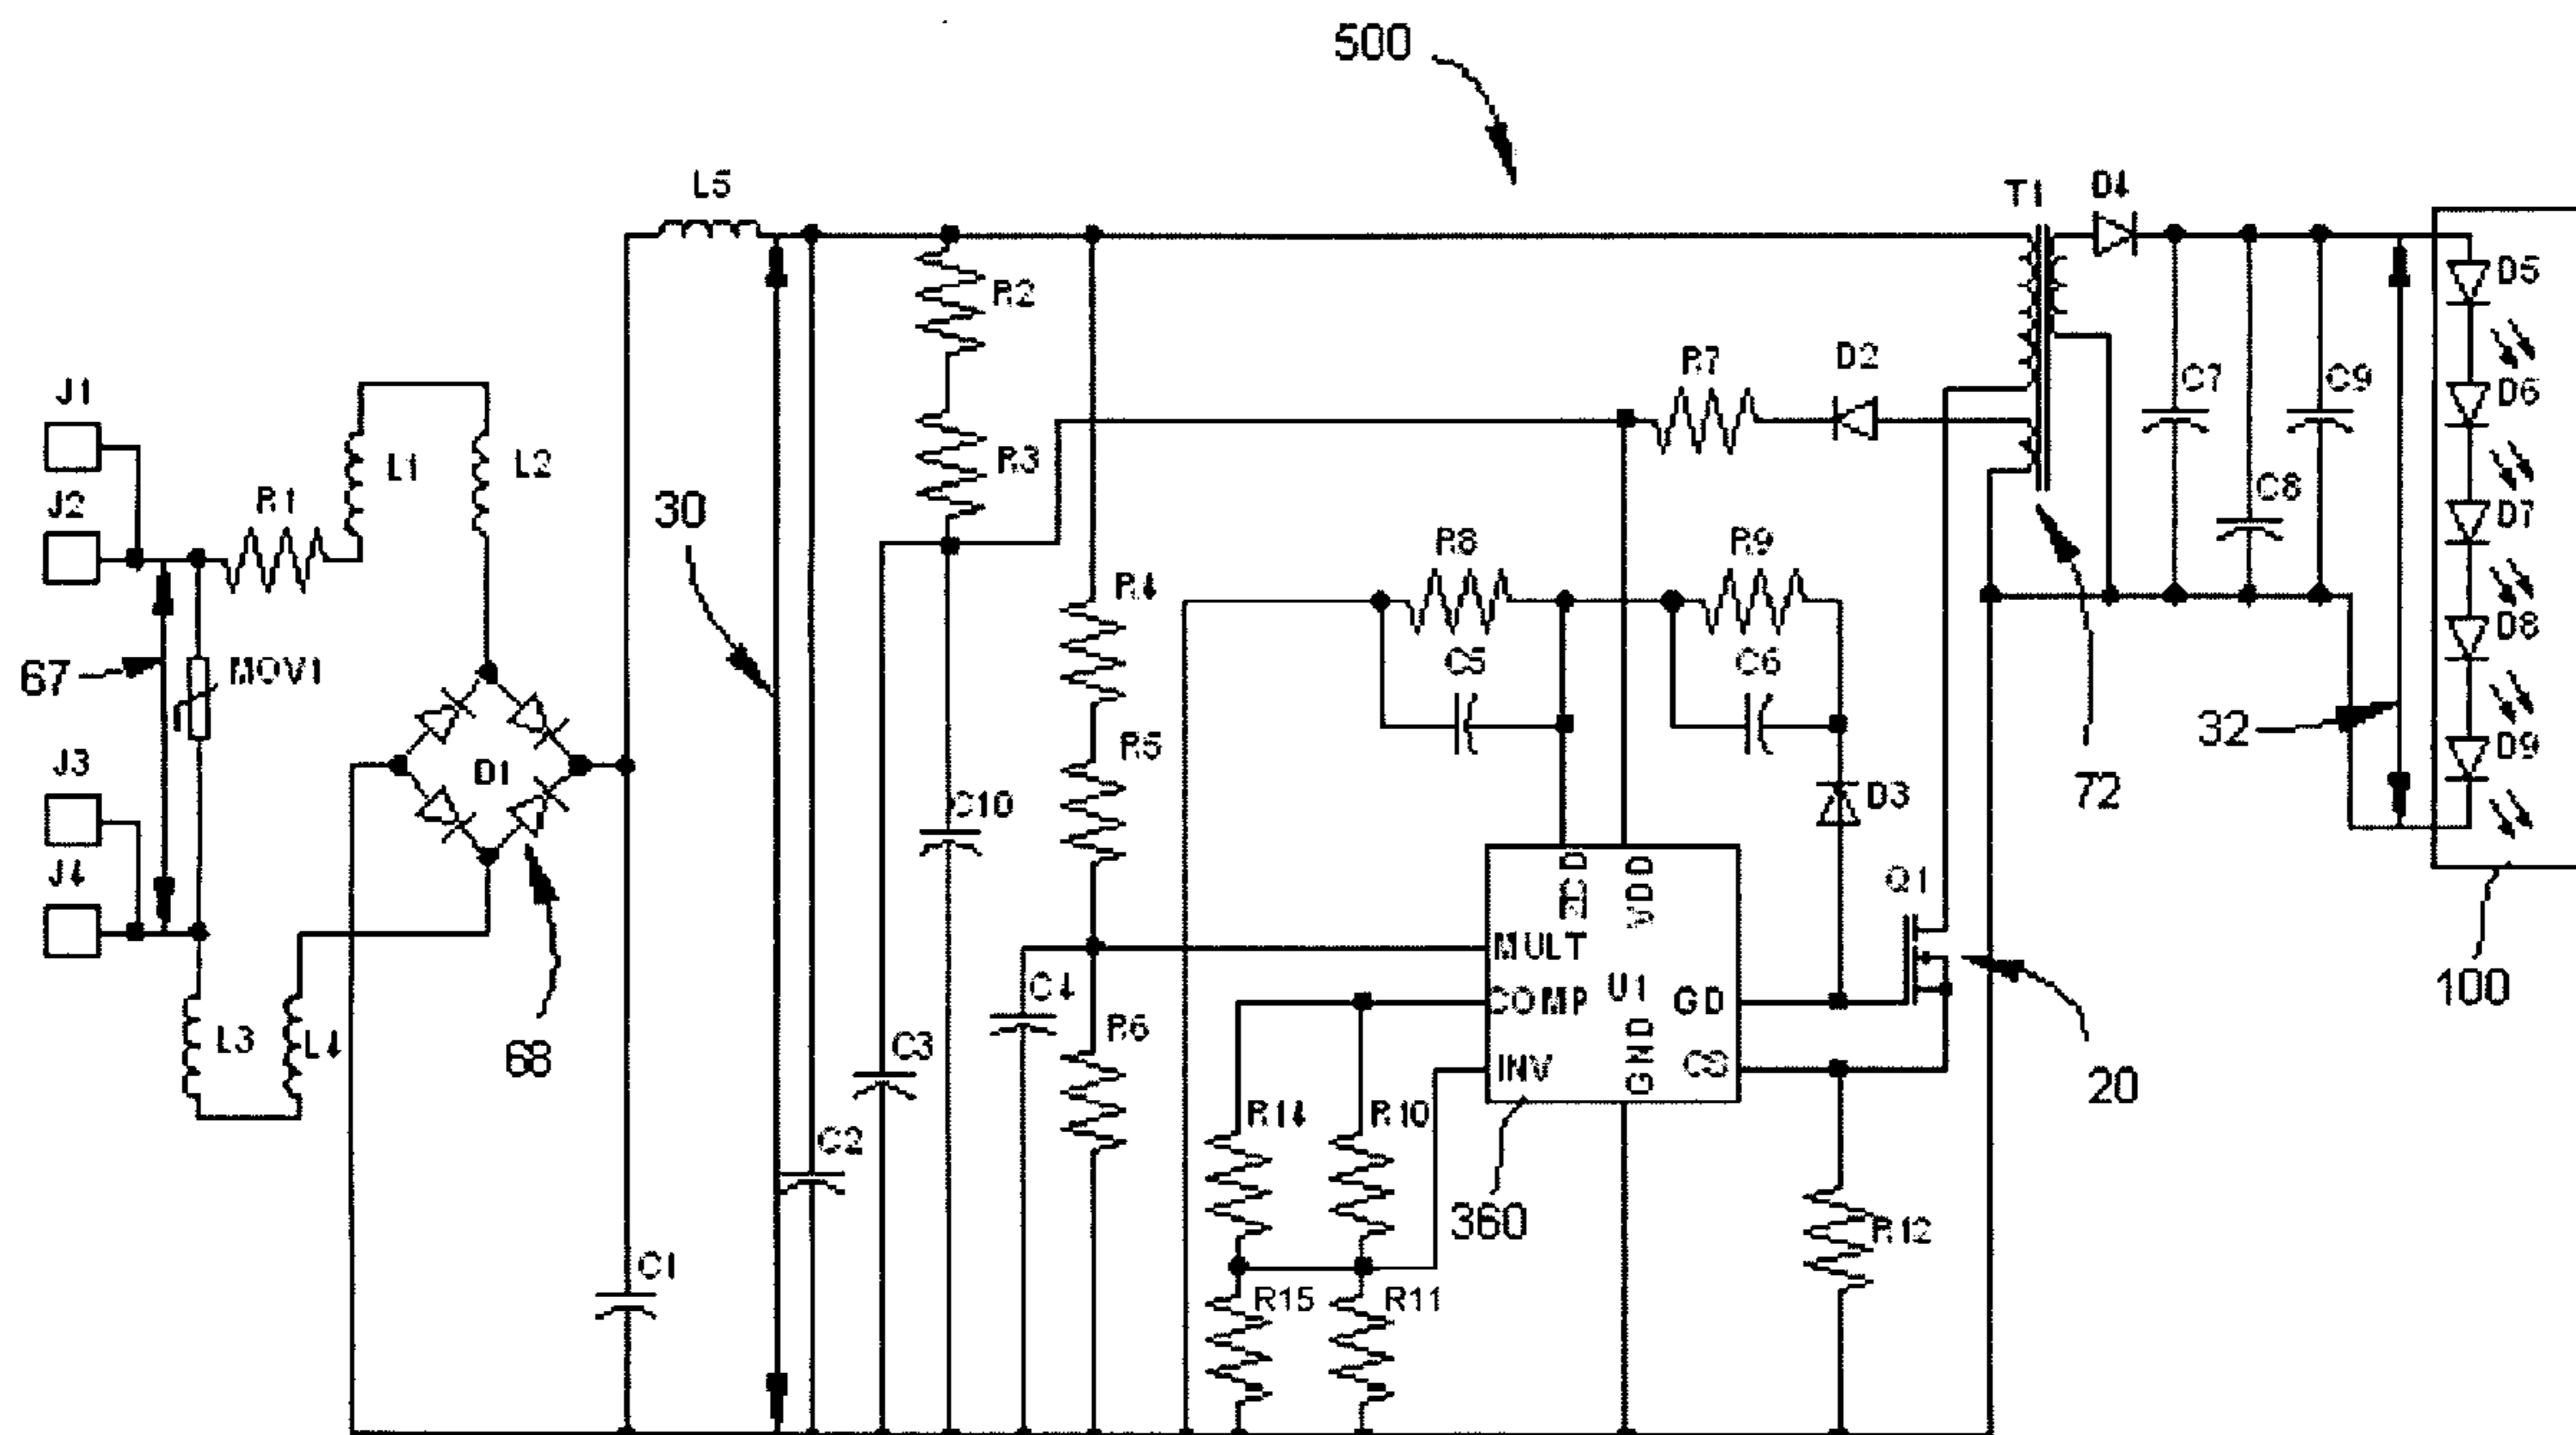 500
L5
T1
D4
R2
D5
J1
R7
D2
C7
C9
D6
L1
L2
R3
J2
R1
30
C8
D7
R8
R9
R4
D8
67
MOV1
C5
C6
32
R5
D9
J3
D1
C10
D3
72
J4
ZCD
VDD
Q1
MULT
100
C4
COMP
U1
GD
L3
L4
68
C3
R6
INV
GND
CS
20
R14
R10
C2
360
R12
C1
R15
R11